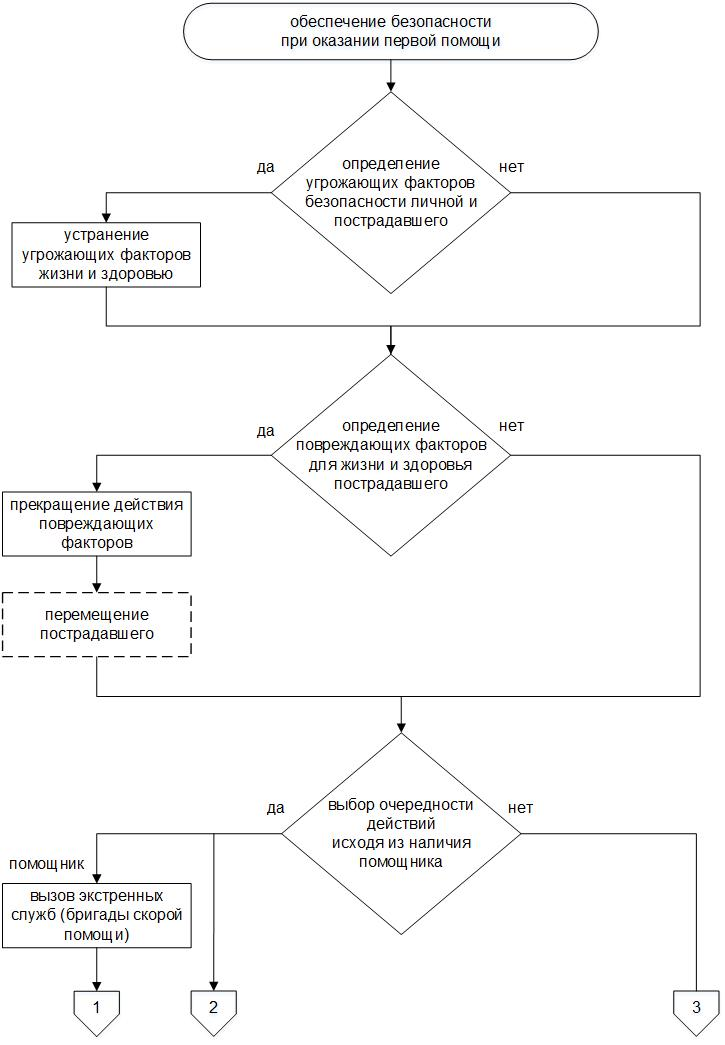 обеспечение безопасности
при оказании первой помощи
да
определение
угрожающих факторов
безопасности личной и
пострадавшего
нет
устранение
угрожающих факторов
жизни и здоровью
да
определение
повреждающих факторов
для жизни и здоровья
пострадавшего
нет
прекращение действия
повреждающих
факторов
перемещение
пострадавшего
да
выбор очередности
действий
исходя из наличия
помощника
нет
помощник
вызов экстренных
служб (бригады скорой
помощи)
1
2
3